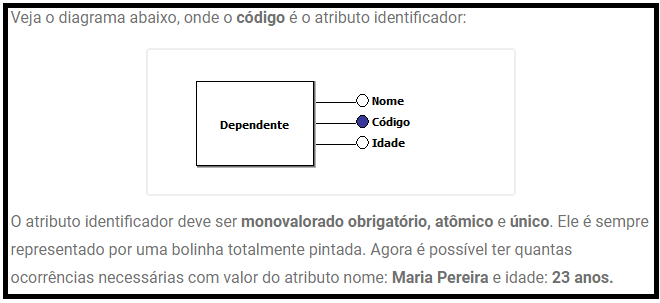 Veja o diagrama abaixo, onde o código é o atributo identificador:
Nome
Dependente
Código
Idade
O atributo identificador deve ser monovalorado obrigatório, atômico e único. Ele é sempre
representado por uma bolinha totalmente pintada. Agora é possível ter quantas
ocorrências necessárias com valor do atributo nome: Maria Pereira e idade: 23 anos.